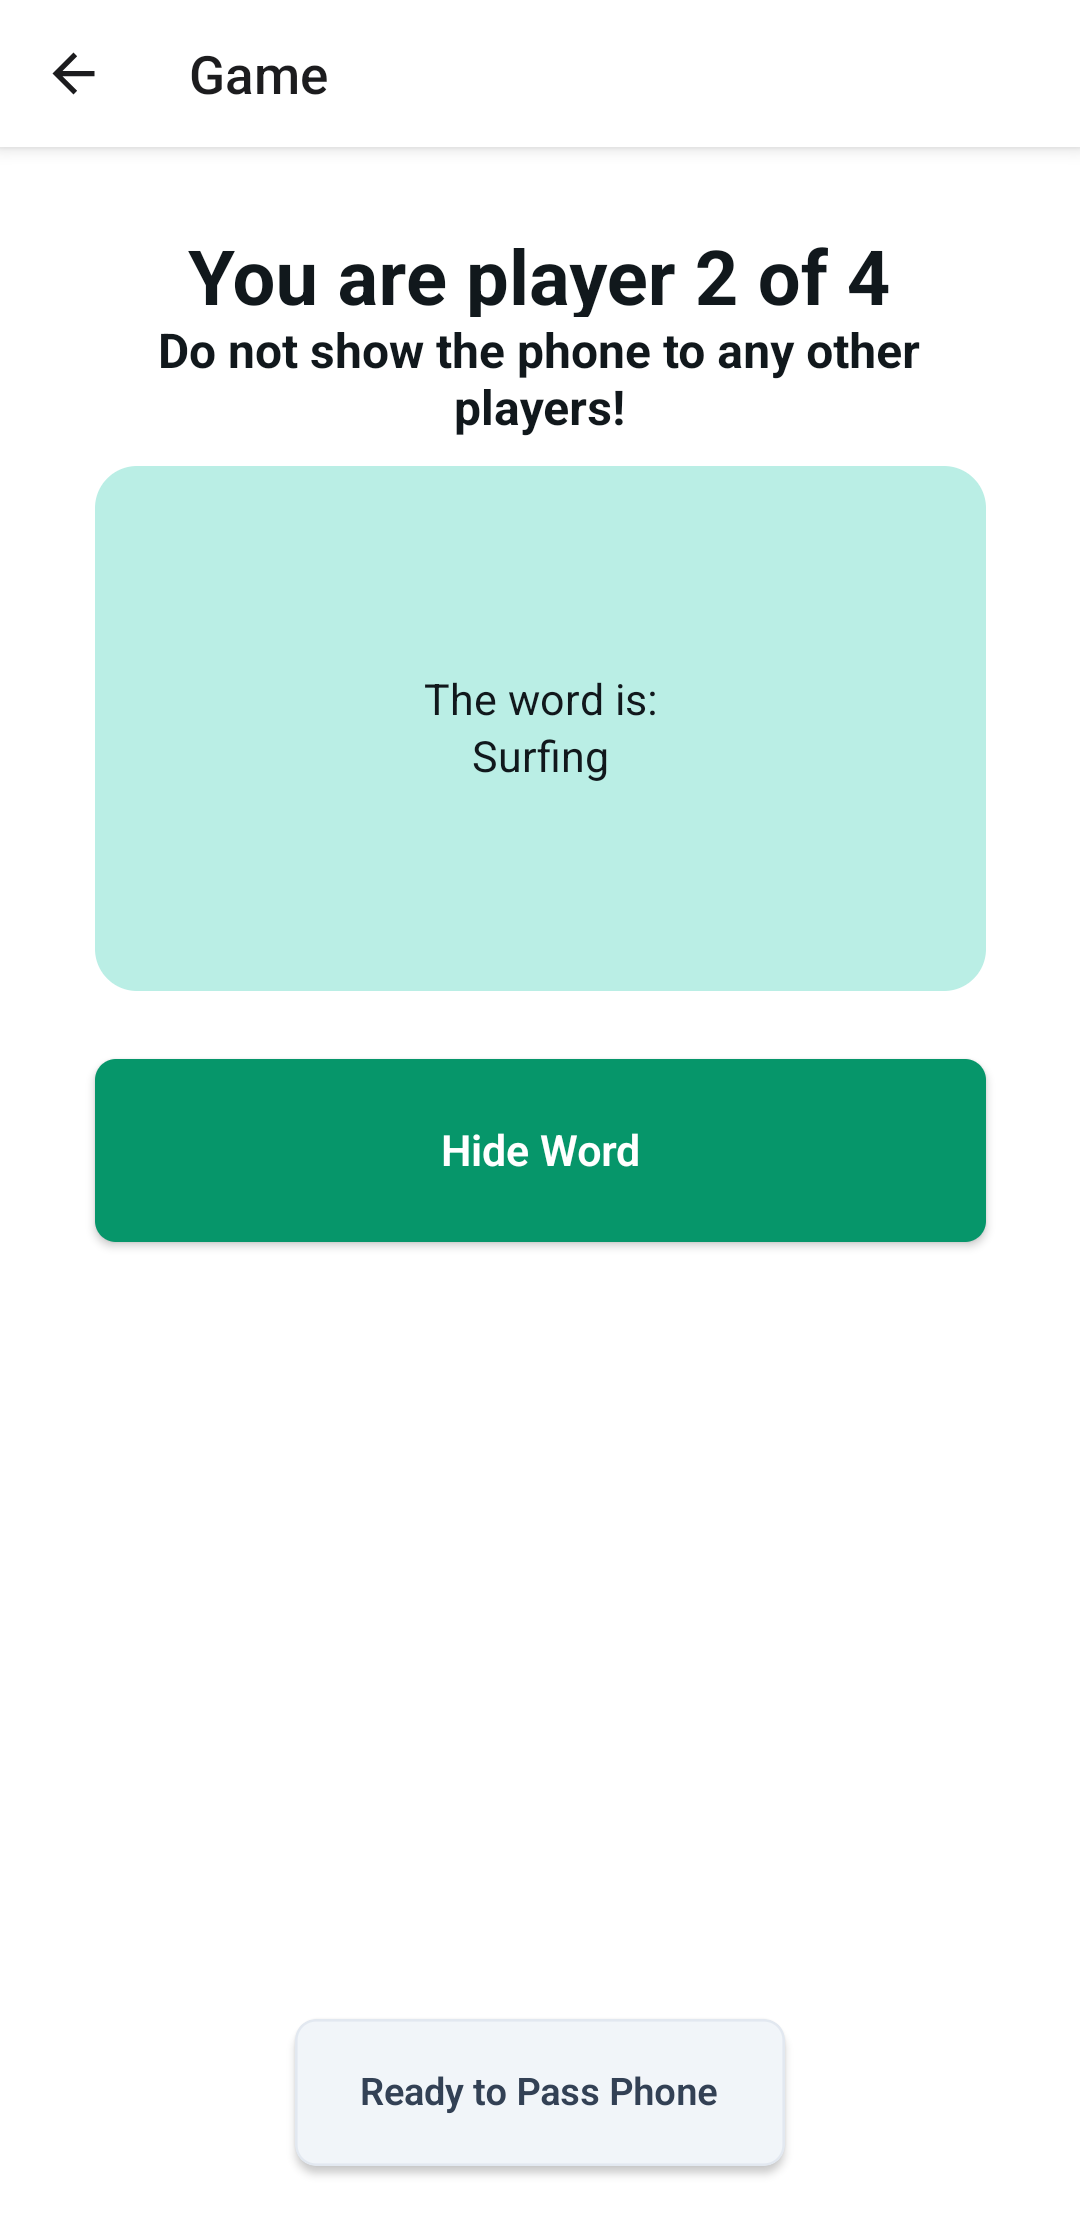 Game
You are player 2 of 4
Do not show the phone to any other
players!
The word is:
Surfing
Hide Word
Ready to Pass Phone